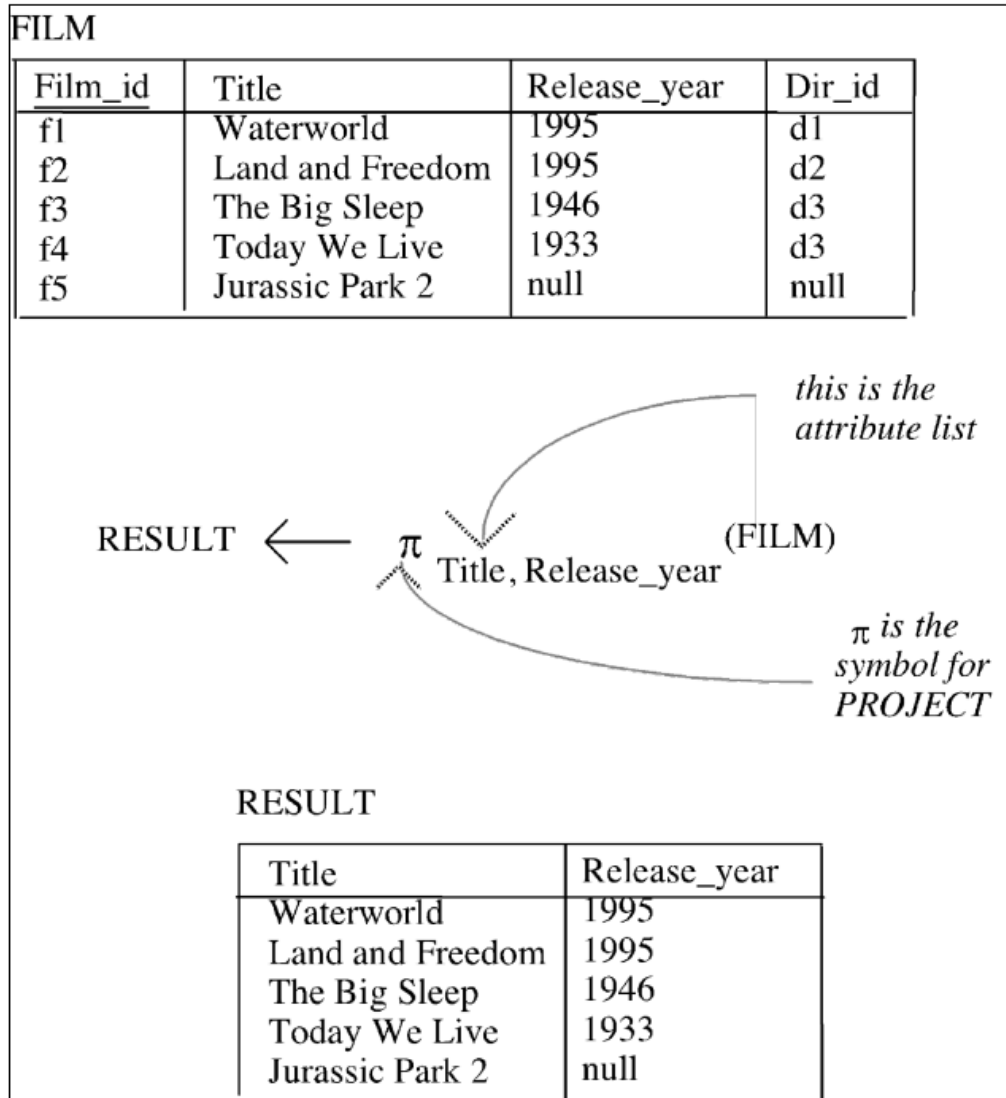 FILM
Film_id Title Release_year Dir_id
f1 Waterworld 1995 d1
f2 Land and Freedom 1995 d2
f3 The Big Sleep 1946 d3
f4 Today We Live 1933 d3
f5 Jurassic Park 2 null null
this is the
attribute list
RESULT ← π Title, Release_year (FILM)
π is the
symbol for
PROJECT
RESULT
Title Release_year
Waterworld 1995
Land and Freedom 1995
The Big Sleep 1946
Today We Live 1933
Jurassic Park 2 null